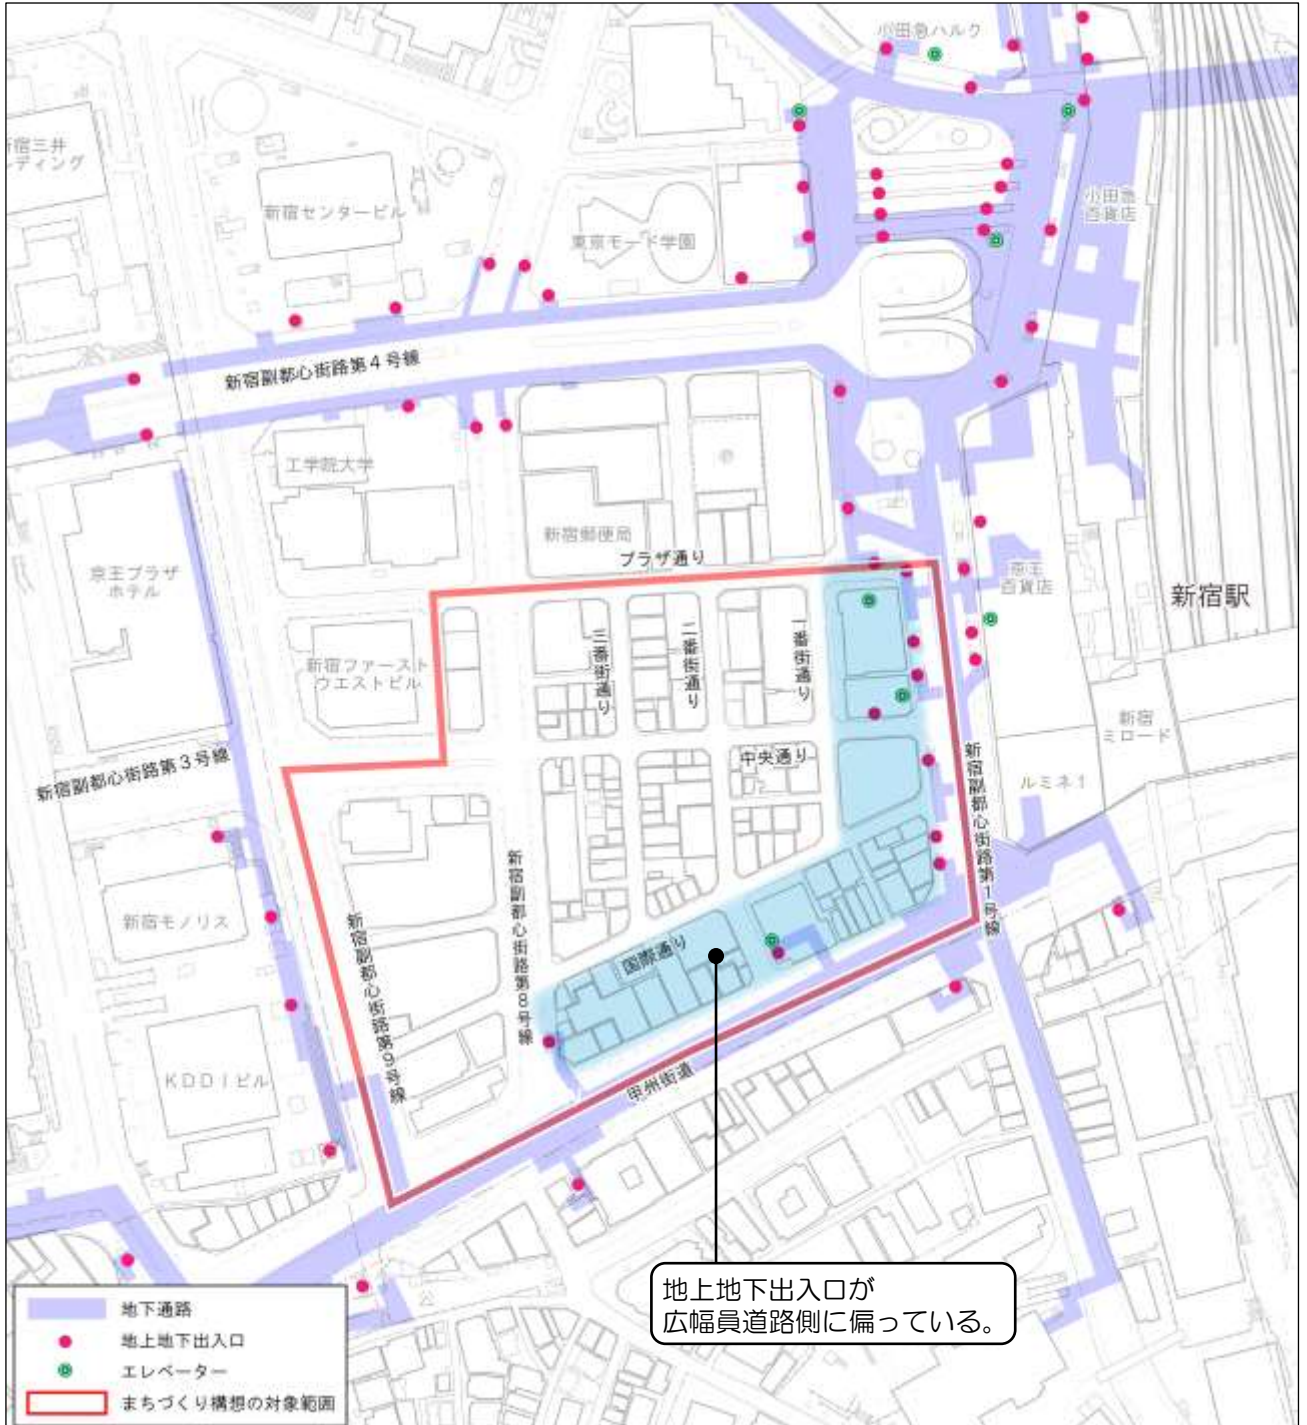 小田急ハルク
新宿三井
ディング
新宿センタービル
東京モード学園
小田急
百貨店
新宿副都心街路第4号線
工学院大学
新宿郵便局
プラザ通り
京王プラザ
ホテル
京王
百貨店
新宿駅
新宿ファースト
ウエストビル
三番街通り
二番街通り
一番街通り
新宿
ミロード
中央通り
ルミネ1
新宿副都心街路第3号線
新宿副都心街路第1号線
新宿モノリス
新宿副都心街路第9号線
新宿副都心街路第8号線
国際通り
KDDIビル
甲州街道
地上地下出入口が
広幅員道路側に偏っている。
公
地下通路
地上地下出入口
エレベーター
まちづくり構想の対象範囲